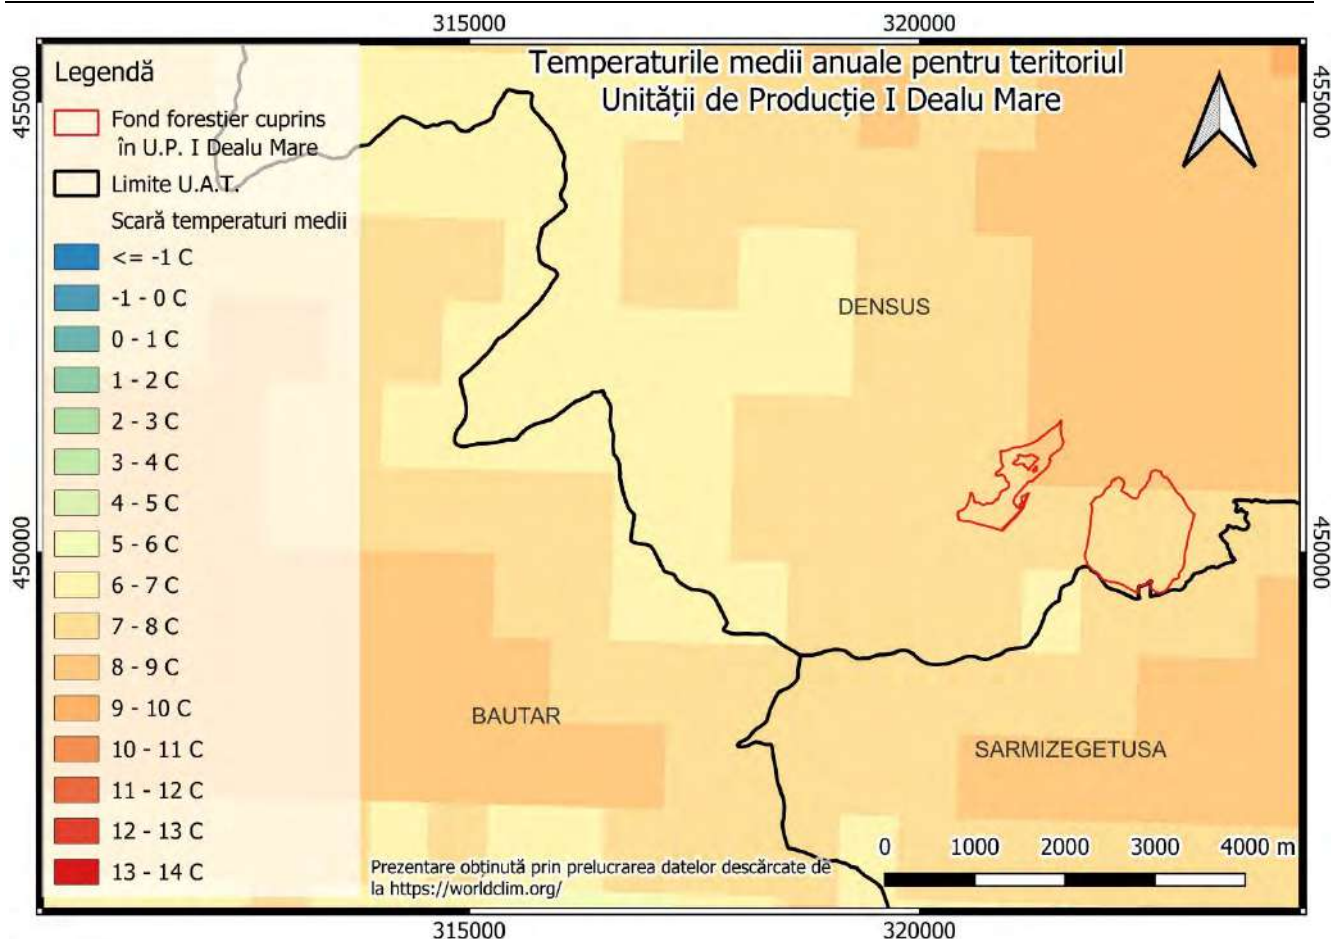 315000
320000
Temperaturile medii anuale pentru teritoriul
Unității de Producție I Dealu Mare
455000
455000
Legendă
Fond forestier cuprins
în U.P. I Dealu Mare
Limite U.A.T.
Scară temperaturi medii
<= -1 C
-1 - 0 C
0 - 1 C
1 - 2 C
2 - 3 C
3 - 4 C
4 - 5 C
5 - 6 C
6 - 7 C
7 - 8 C
8 - 9 C
9 - 10 C
10 - 11 C
11 - 12 C
12 - 13 C
13 - 14 C
DENSUS
450000
450000
BAUTAR
SARMIZEGETUSA
0 1000 2000 3000 4000 m
Prezentare obținută prin prelucrarea datelor descărcate de
la https://worldclim.org/
315000
320000